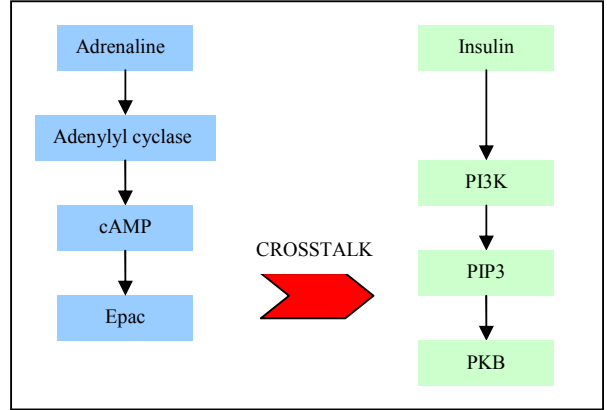 Adrenaline
Adenylyl cyclase
cAMP
Epac
CROSSTALK
Insulin
PI3K
PIP3
PKB